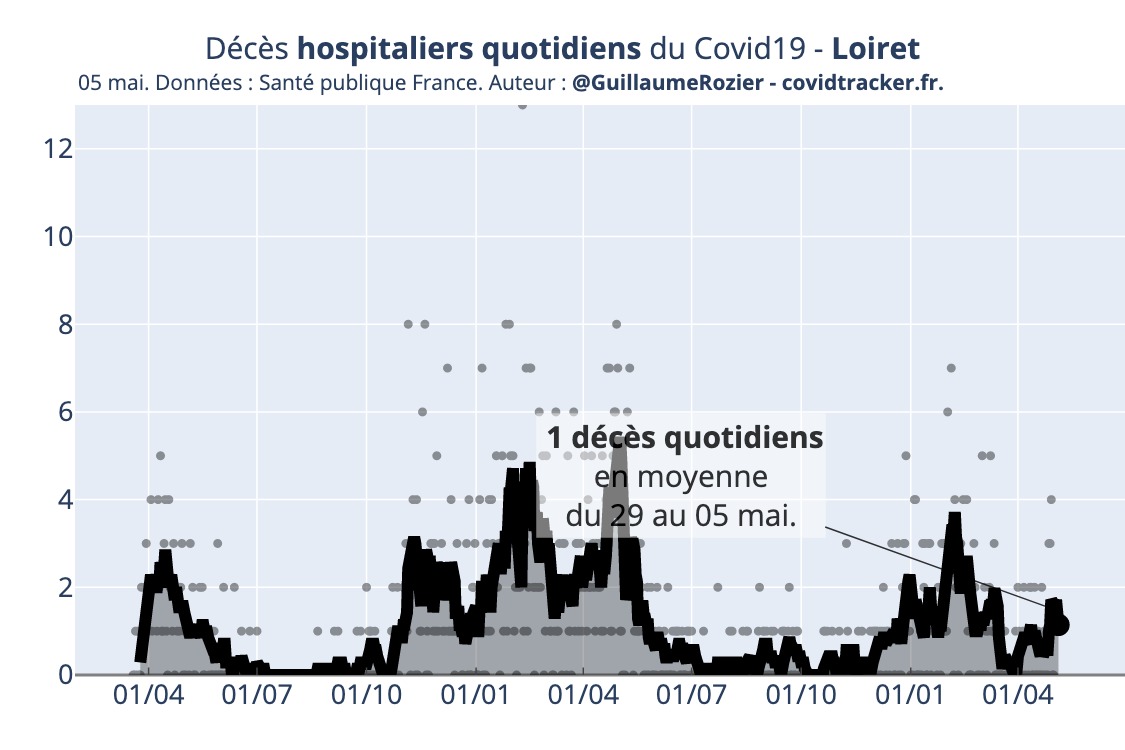 Décès hospitaliers quotidiens du Covid19 - Loiret
05 mai. Données : Santé publique France. Auteur : @GuillaumeRozier - covidtracker.fr.
12
10
8
6
1 décès quotidiens
en moyenne
4
du 29 au 05 mai.
2
0
01/04 01/07 01/10 01/01 01/04 01/07 01/10 01/01 01/04